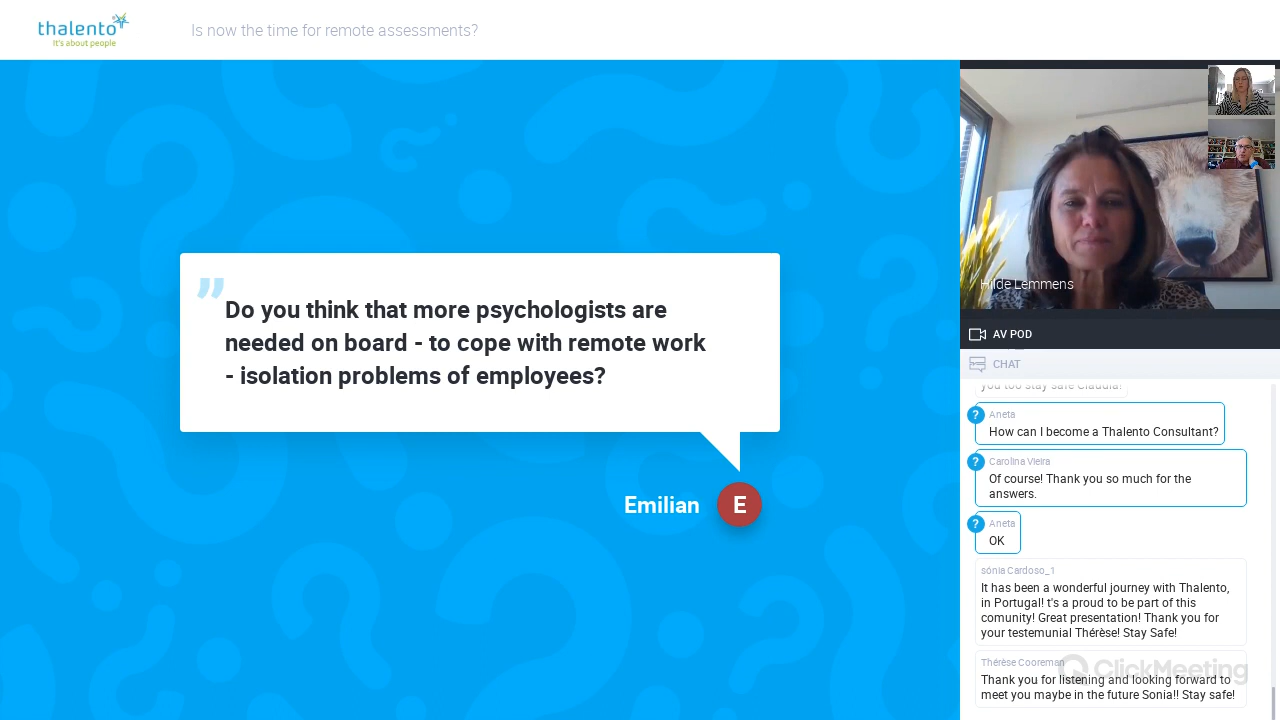 thalento
It's about people
Is now the time for remote assessments?
”
Do you think that more psychologists are
needed on board - to cope with remote work
- isolation problems of employees?
Emilian
E
Hilde Lemmens
AV POD
CHAT
you too stay safe Claudia!
?
Aneta
How can I become a Thalento Consultant?
?
Carolina Vieira
Of course! Thank you so much for the
answers.
?
Aneta
OK
sónia Cardoso_1
It has been a wonderful journey with Thalento,
in Portugal! t's a proud to be part of this
comunity! Great presentation! Thank you for
your testemunial Thérèse! Stay Safe!
Thérèse Cooreman
Thank you for listening and looking forward to
meet you maybe in the future Sonia!! Stay safe!
ClickMeeting